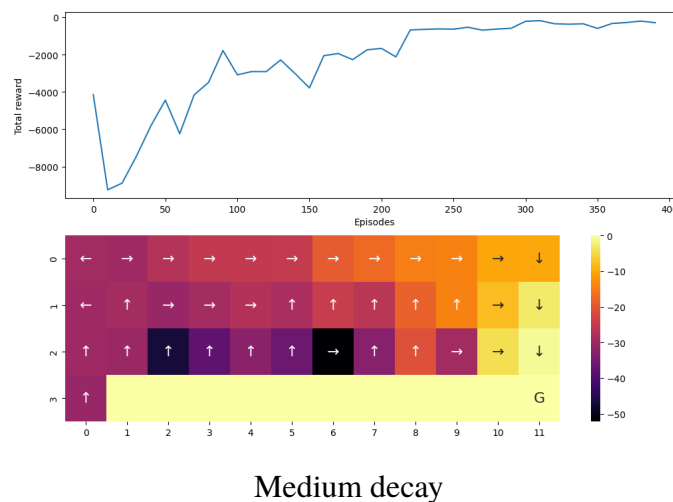 0
−2000
−4000
−6000
−8000
Total reward
0 50 100 150 200 250 300 350 400
Episodes
0 ← → → → → → → → → → → ↓
1 ← ↑ → → → ↑ ↑ ↑ ↑ ↑ → ↓
2 ↑ ↑ ↑ ↑ ↑ ↑ → ↑ ↑ → → ↓
3 ↑ G
0 1 2 3 4 5 6 7 8 9 10 11
0
−10
−20
−30
−40
−50
Medium decay